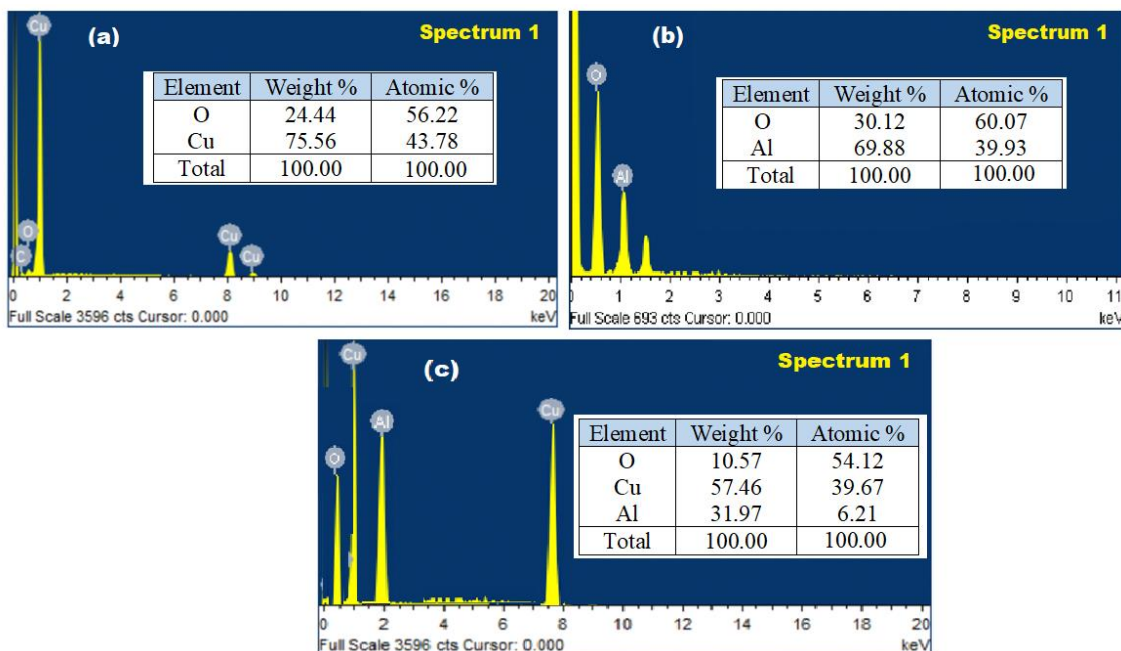 (a)
Spectrum 1
Cu
Element Weight % Atomic %
O 24.44 56.22
Cu 75.56 43.78
Total 100.00 100.00
O
C
Cu
Cu
0 2 4 6 8 10 12 14 16 18 20
Full Scale 3596 cts Cursor: 0.000
keV
(b)
Spectrum 1
O
Element Weight % Atomic %
O 30.12 60.07
Al 69.88 39.93
Total 100.00 100.00
Al
0 1 2 3 4 5 6 7 8 9 10 11
Full Scale 693 cts Cursor: 0.000
keV
(c)
Spectrum 1
Cu
Al
Cu
O
Element Weight % Atomic %
O 10.57 54.12
Cu 57.46 39.67
Al 31.97 6.21
Total 100.00 100.00
0 2 4 6 8 10 12 14 16 18 20
Full Scale 3596 cts Cursor: 0.000
keV